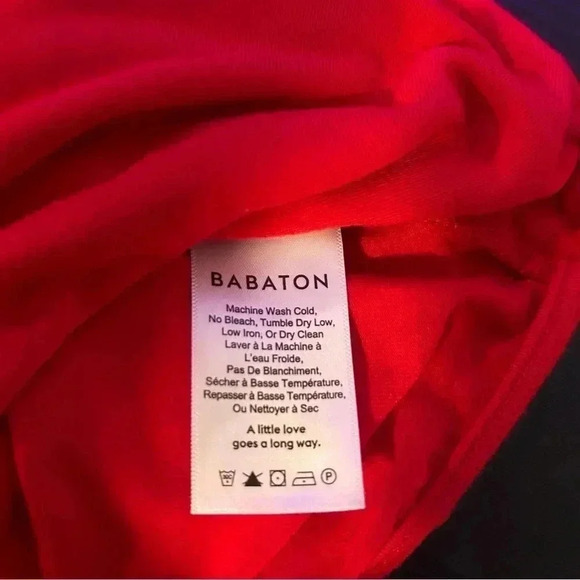 BABATON
Machine Wash Cold,
No Bleach, Tumble Dry Low,
Low Iron, Or Dry Clean
Laver à La Machine à
L'eau Froide,
Pas De Blanchiment,
Sécher à Basse Température,
Repasser à Basse Température,
Ou Nettoyer à Sec
A little love
goes a long way.
30C P